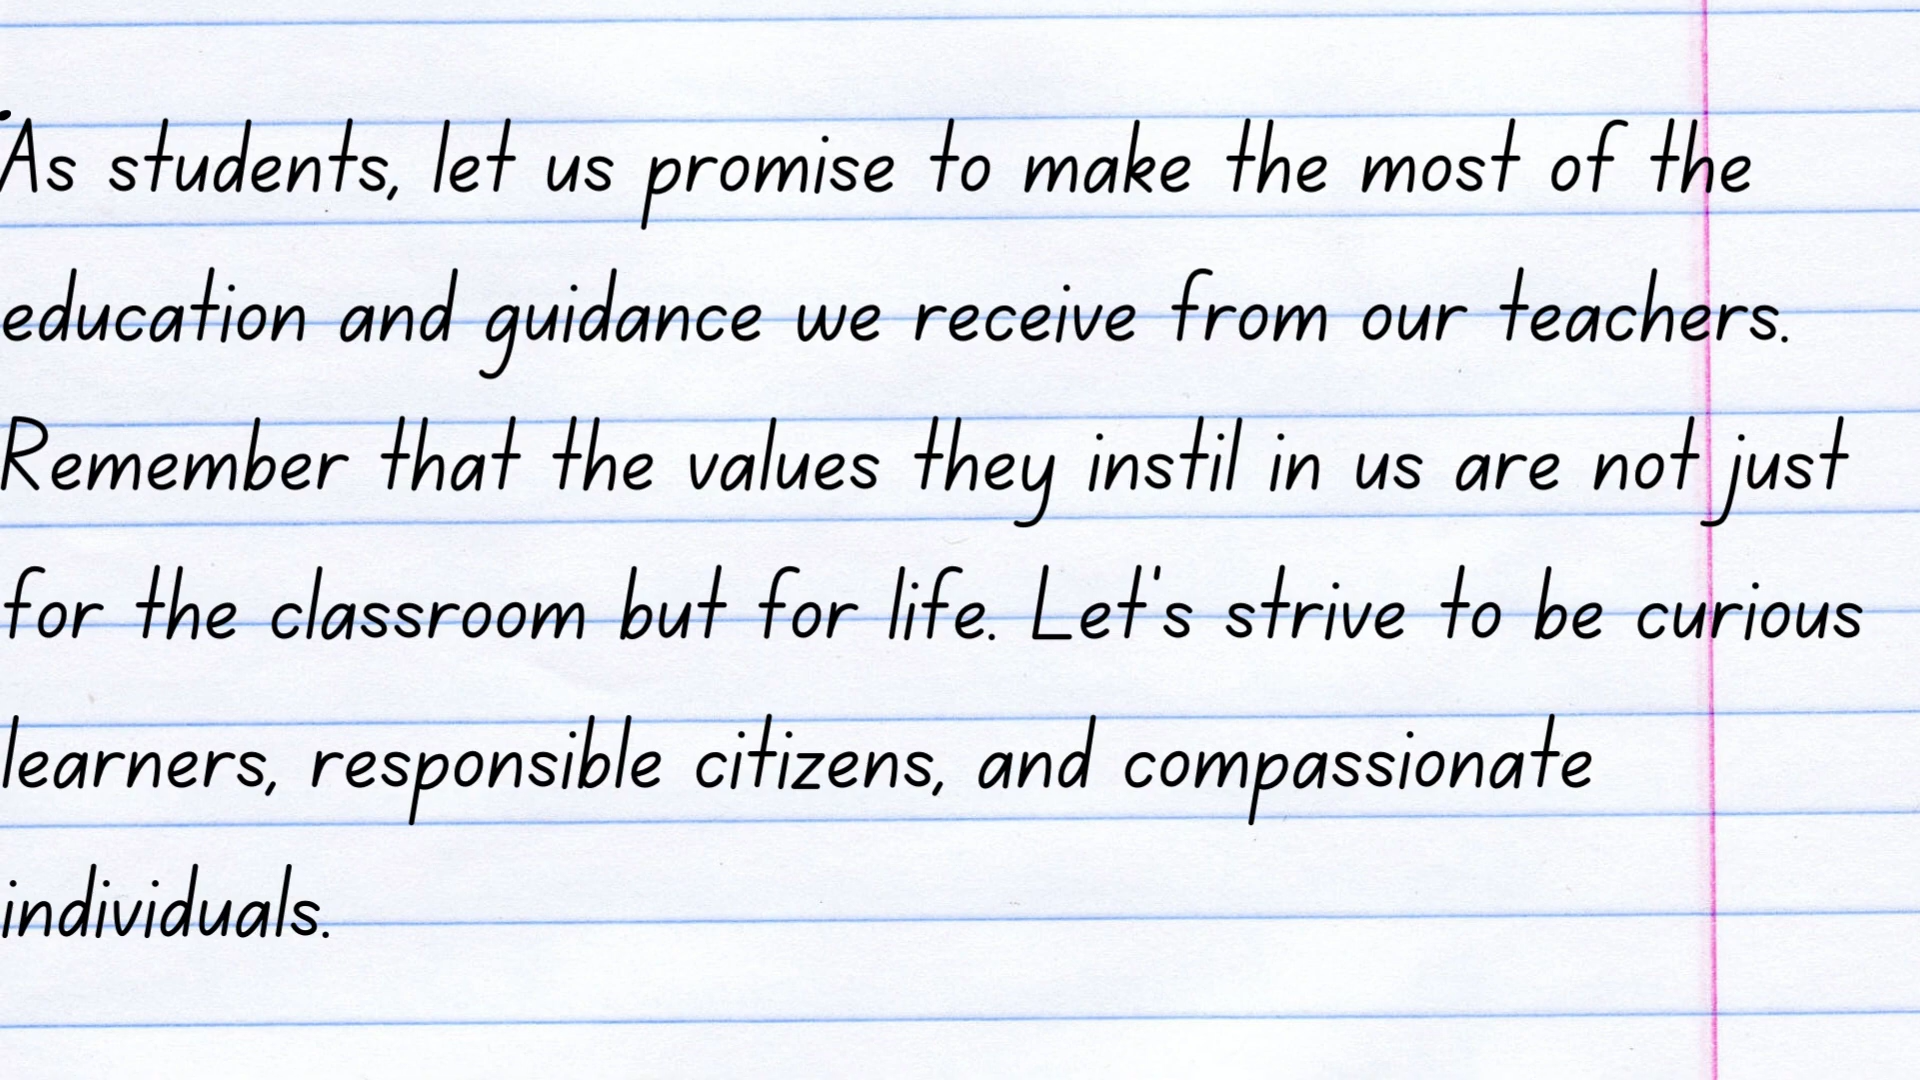 As students, let us promise to make the most of the
education and guidance we receive from our teachers.
Remember that the values they instil in us are not just
for the classroom but for life. Let's strive to be curious
learners, responsible citizens, and compassionate
individuals.